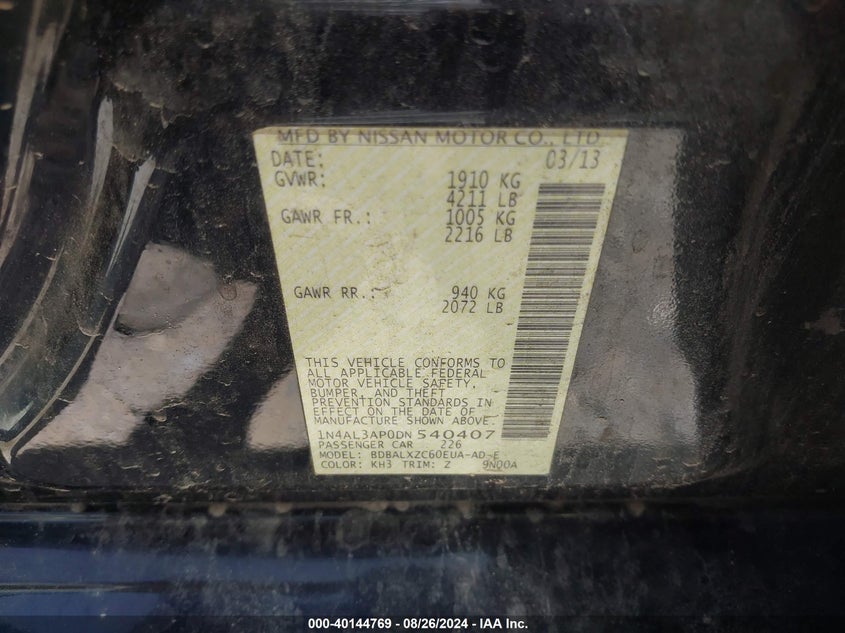 MFD BY NISSAN MOTOR CO., LTD.
DATE: 03/13
GVWR: 1910 KG
4211 LB
GAWR FR.: 1005 KG
2216 LB
GAWR RR.: 940 KG
2072 LB
THIS VEHICLE CONFORMS TO
ALL APPLICABLE FEDERAL
MOTOR VEHICLE SAFETY,
BUMPER, AND THEFT
PREVENTION STANDARDS IN
EFFECT ON THE DATE OF
MANUFACTURE SHOWN ABOVE.
1N4AL3AP0DN 540407
PASSENGER CAR 226
MODEL: BDBALXZC60EUA-AD-E
COLOR: KH3 TRIM: Z 9N00A
000-40144769 - 08/26/2024 - IAA Inc.